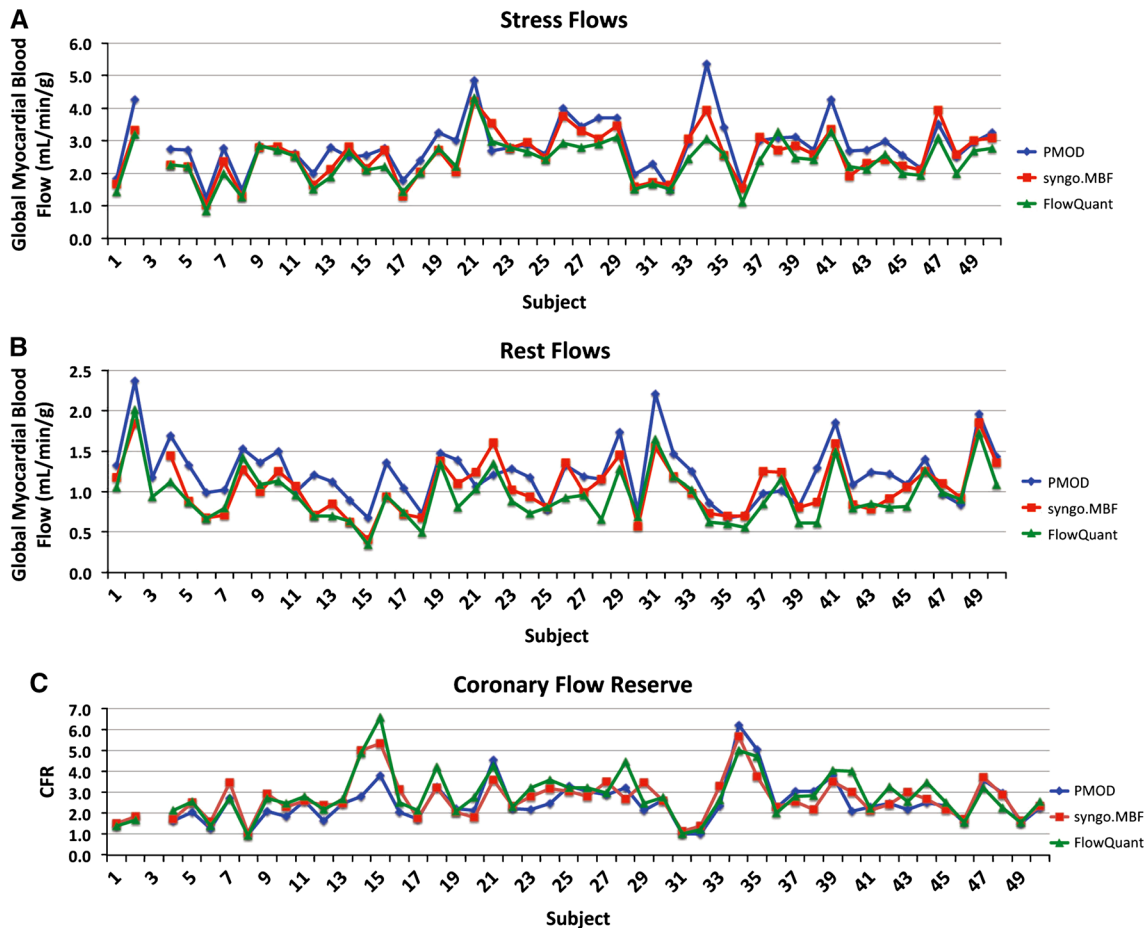 A
Stress Flows
Global Myocardial Blood
Flow (mL/min/g)
6.0
5.0
4.0
3.0
2.0
1.0
0.0
1 3 5 7 9 11 13 15 17 19 21 23 25 27 29 31 33 35 37 39 41 43 45 47 49
Subject
PMOD
syngo.MBF
FlowQuant
B
Rest Flows
Global Myocardial Blood
Flow (mL/min/g)
2.5
2.0
1.5
1.0
0.5
0.0
1 3 5 7 9 11 13 15 17 19 21 23 25 27 29 31 33 35 37 39 41 43 45 47 49
Subject
PMOD
syngo.MBF
FlowQuant
C
Coronary Flow Reserve
CFR
7.0
6.0
5.0
4.0
3.0
2.0
1.0
0.0
1 3 5 7 9 11 13 15 17 19 21 23 25 27 29 31 33 35 37 39 41 43 45 47 49
Subject
PMOD
syngo.MBF
FlowQuant